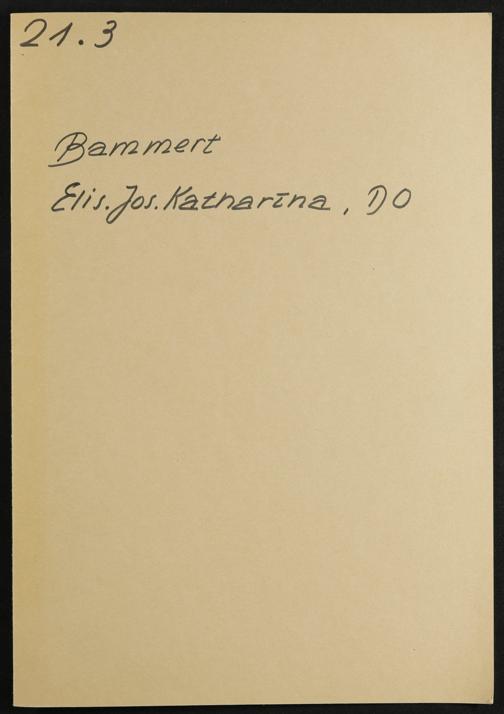 21.3
Bammert
Elis. Jos. Katharina, DO